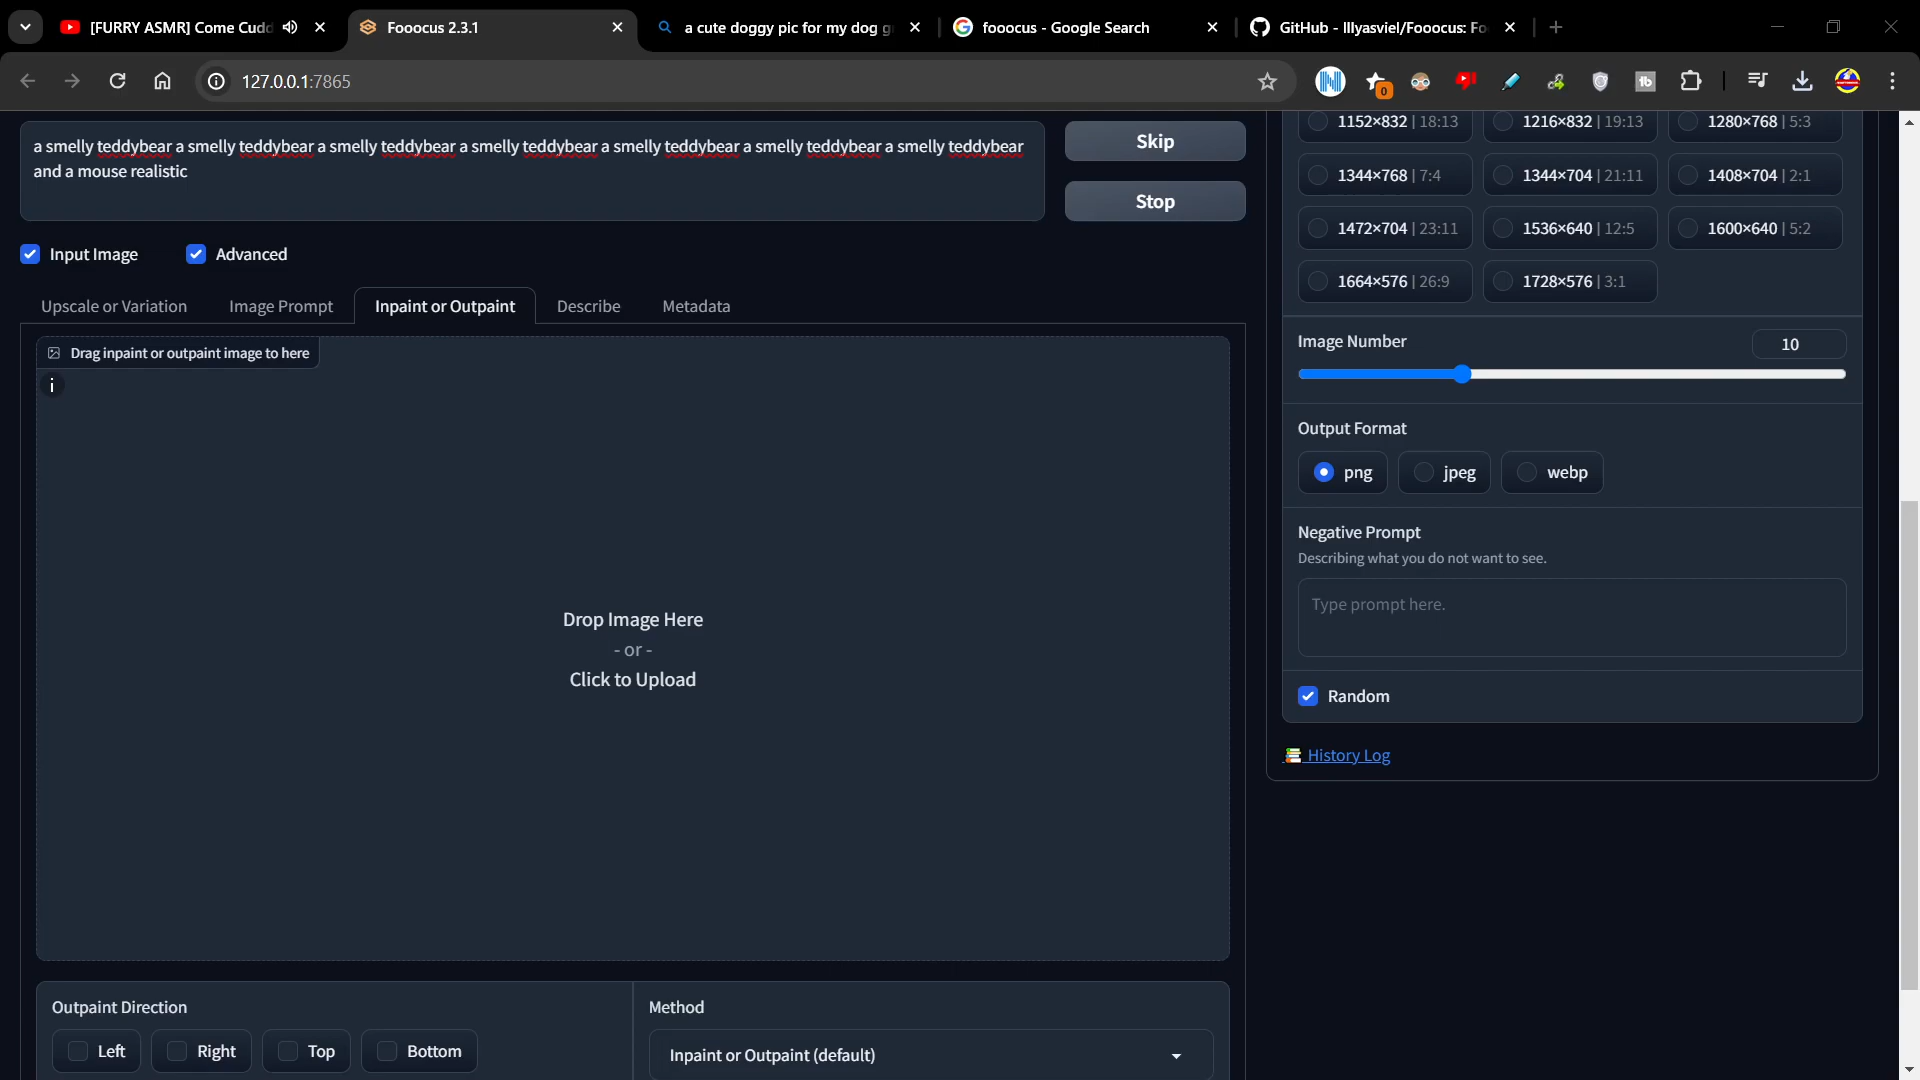 [FURRY ASMR] Come Cudd
Fooocus 2.3.1
a cute doggy pic for my dog g
fooocus - Google Search
GitHub - lllyasviel/Fooocus: Fo
127.0.0.1:7865
0
tb
a smelly teddybear a smelly teddybear a smelly teddybear a smelly teddybear a smelly teddybear a smelly teddybear a smelly teddybear
and a mouse realistic
Skip
Stop
Input Image
Advanced
Upscale or Variation
Image Prompt
Inpaint or Outpaint
Describe
Metadata
Drag inpaint or outpaint image to here
i
Drop Image Here
- or -
Click to Upload
Outpaint Direction
Left
Right
Top
Bottom
Method
Inpaint or Outpaint (default)
1152×832 | 18:13
1216×832 | 19:13
1280×768 | 5:3
1344×768 | 7:4
1344×704 | 21:11
1408×704 | 2:1
1472×704 | 23:11
1536×640 | 12:5
1600×640 | 5:2
1664×576 | 26:9
1728×576 | 3:1
Image Number
10
Output Format
png
jpeg
webp
Negative Prompt
Describing what you do not want to see.
Type prompt here.
Random
History Log